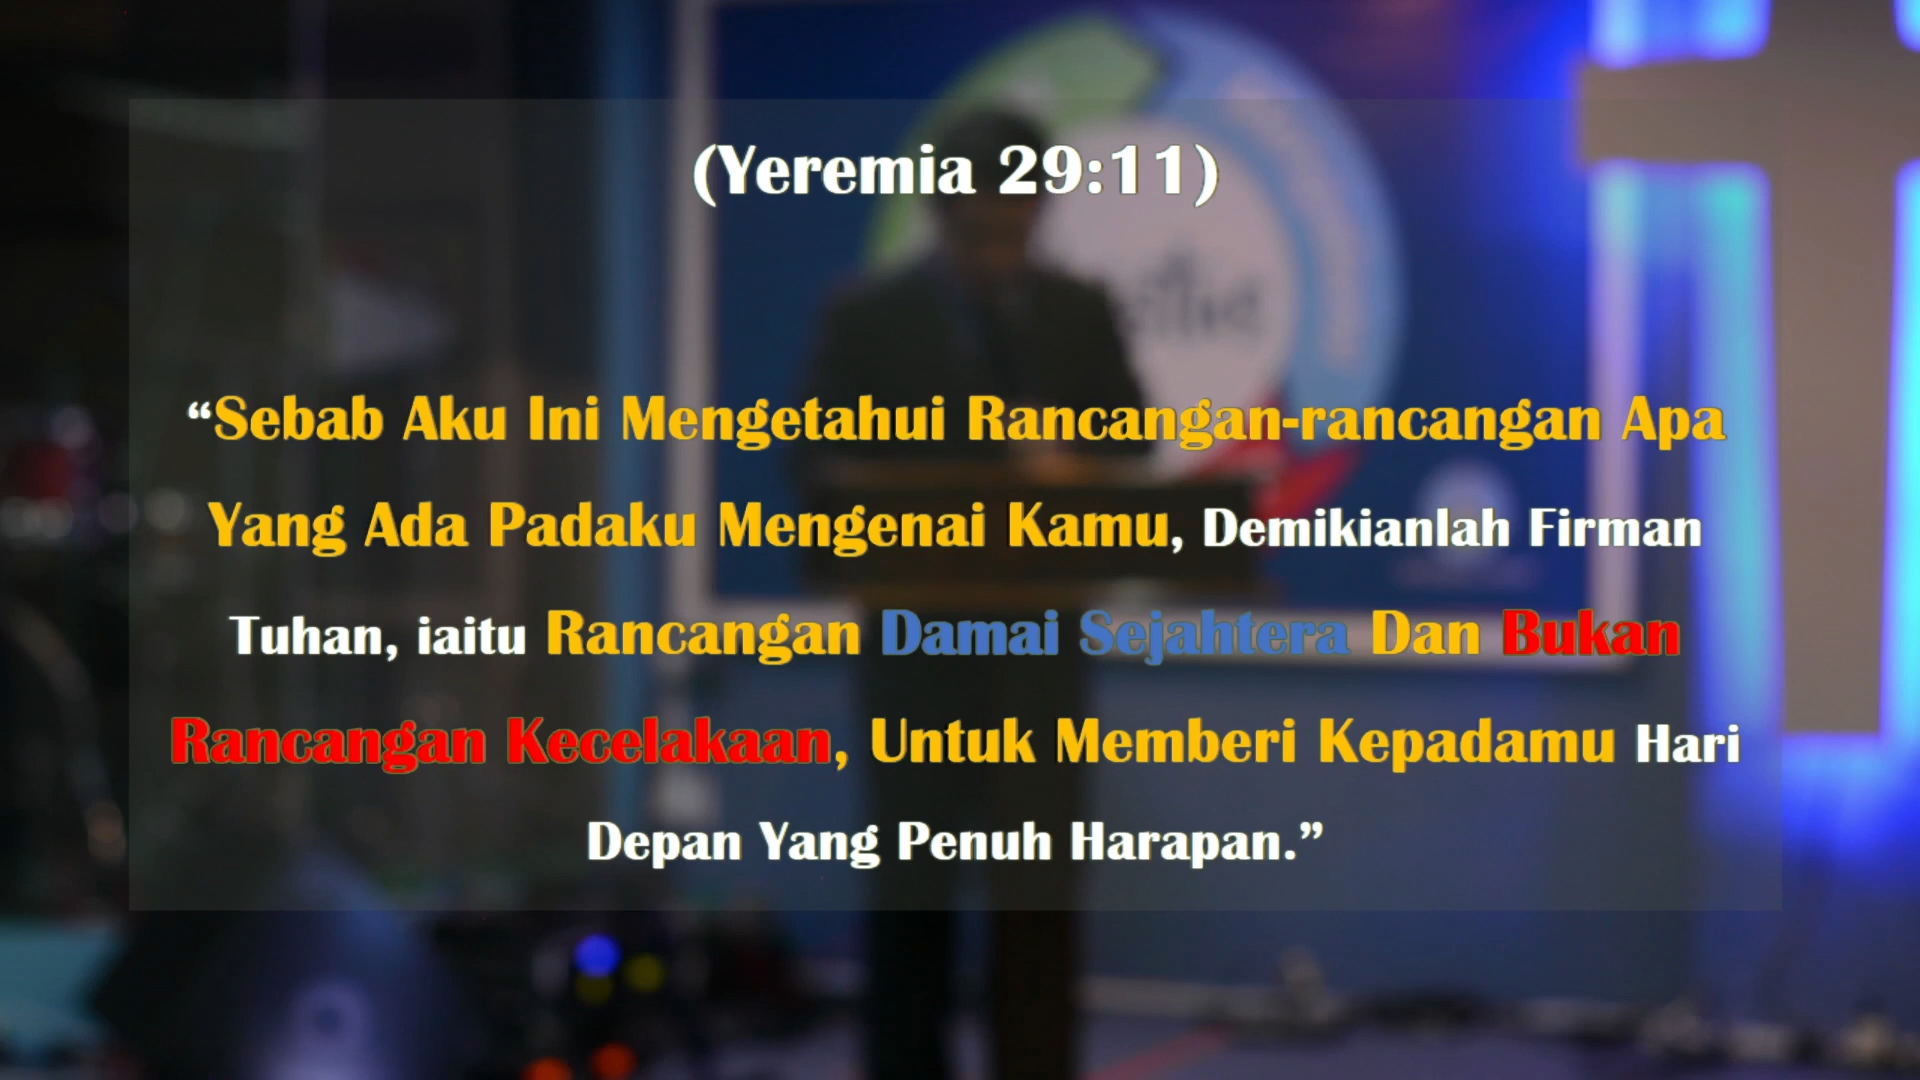 (Yeremia 29:11)
“Sebab Aku Ini Mengetahui Rancangan-rancangan Apa
Yang Ada Padaku Mengenai Kamu, Demikianlah Firman
Tuhan, iaitu Rancangan Damai Sejahtera Dan Bukan
Rancangan Kecelakaan, Untuk Memberi Kepadamu Hari
Depan Yang Penuh Harapan.”